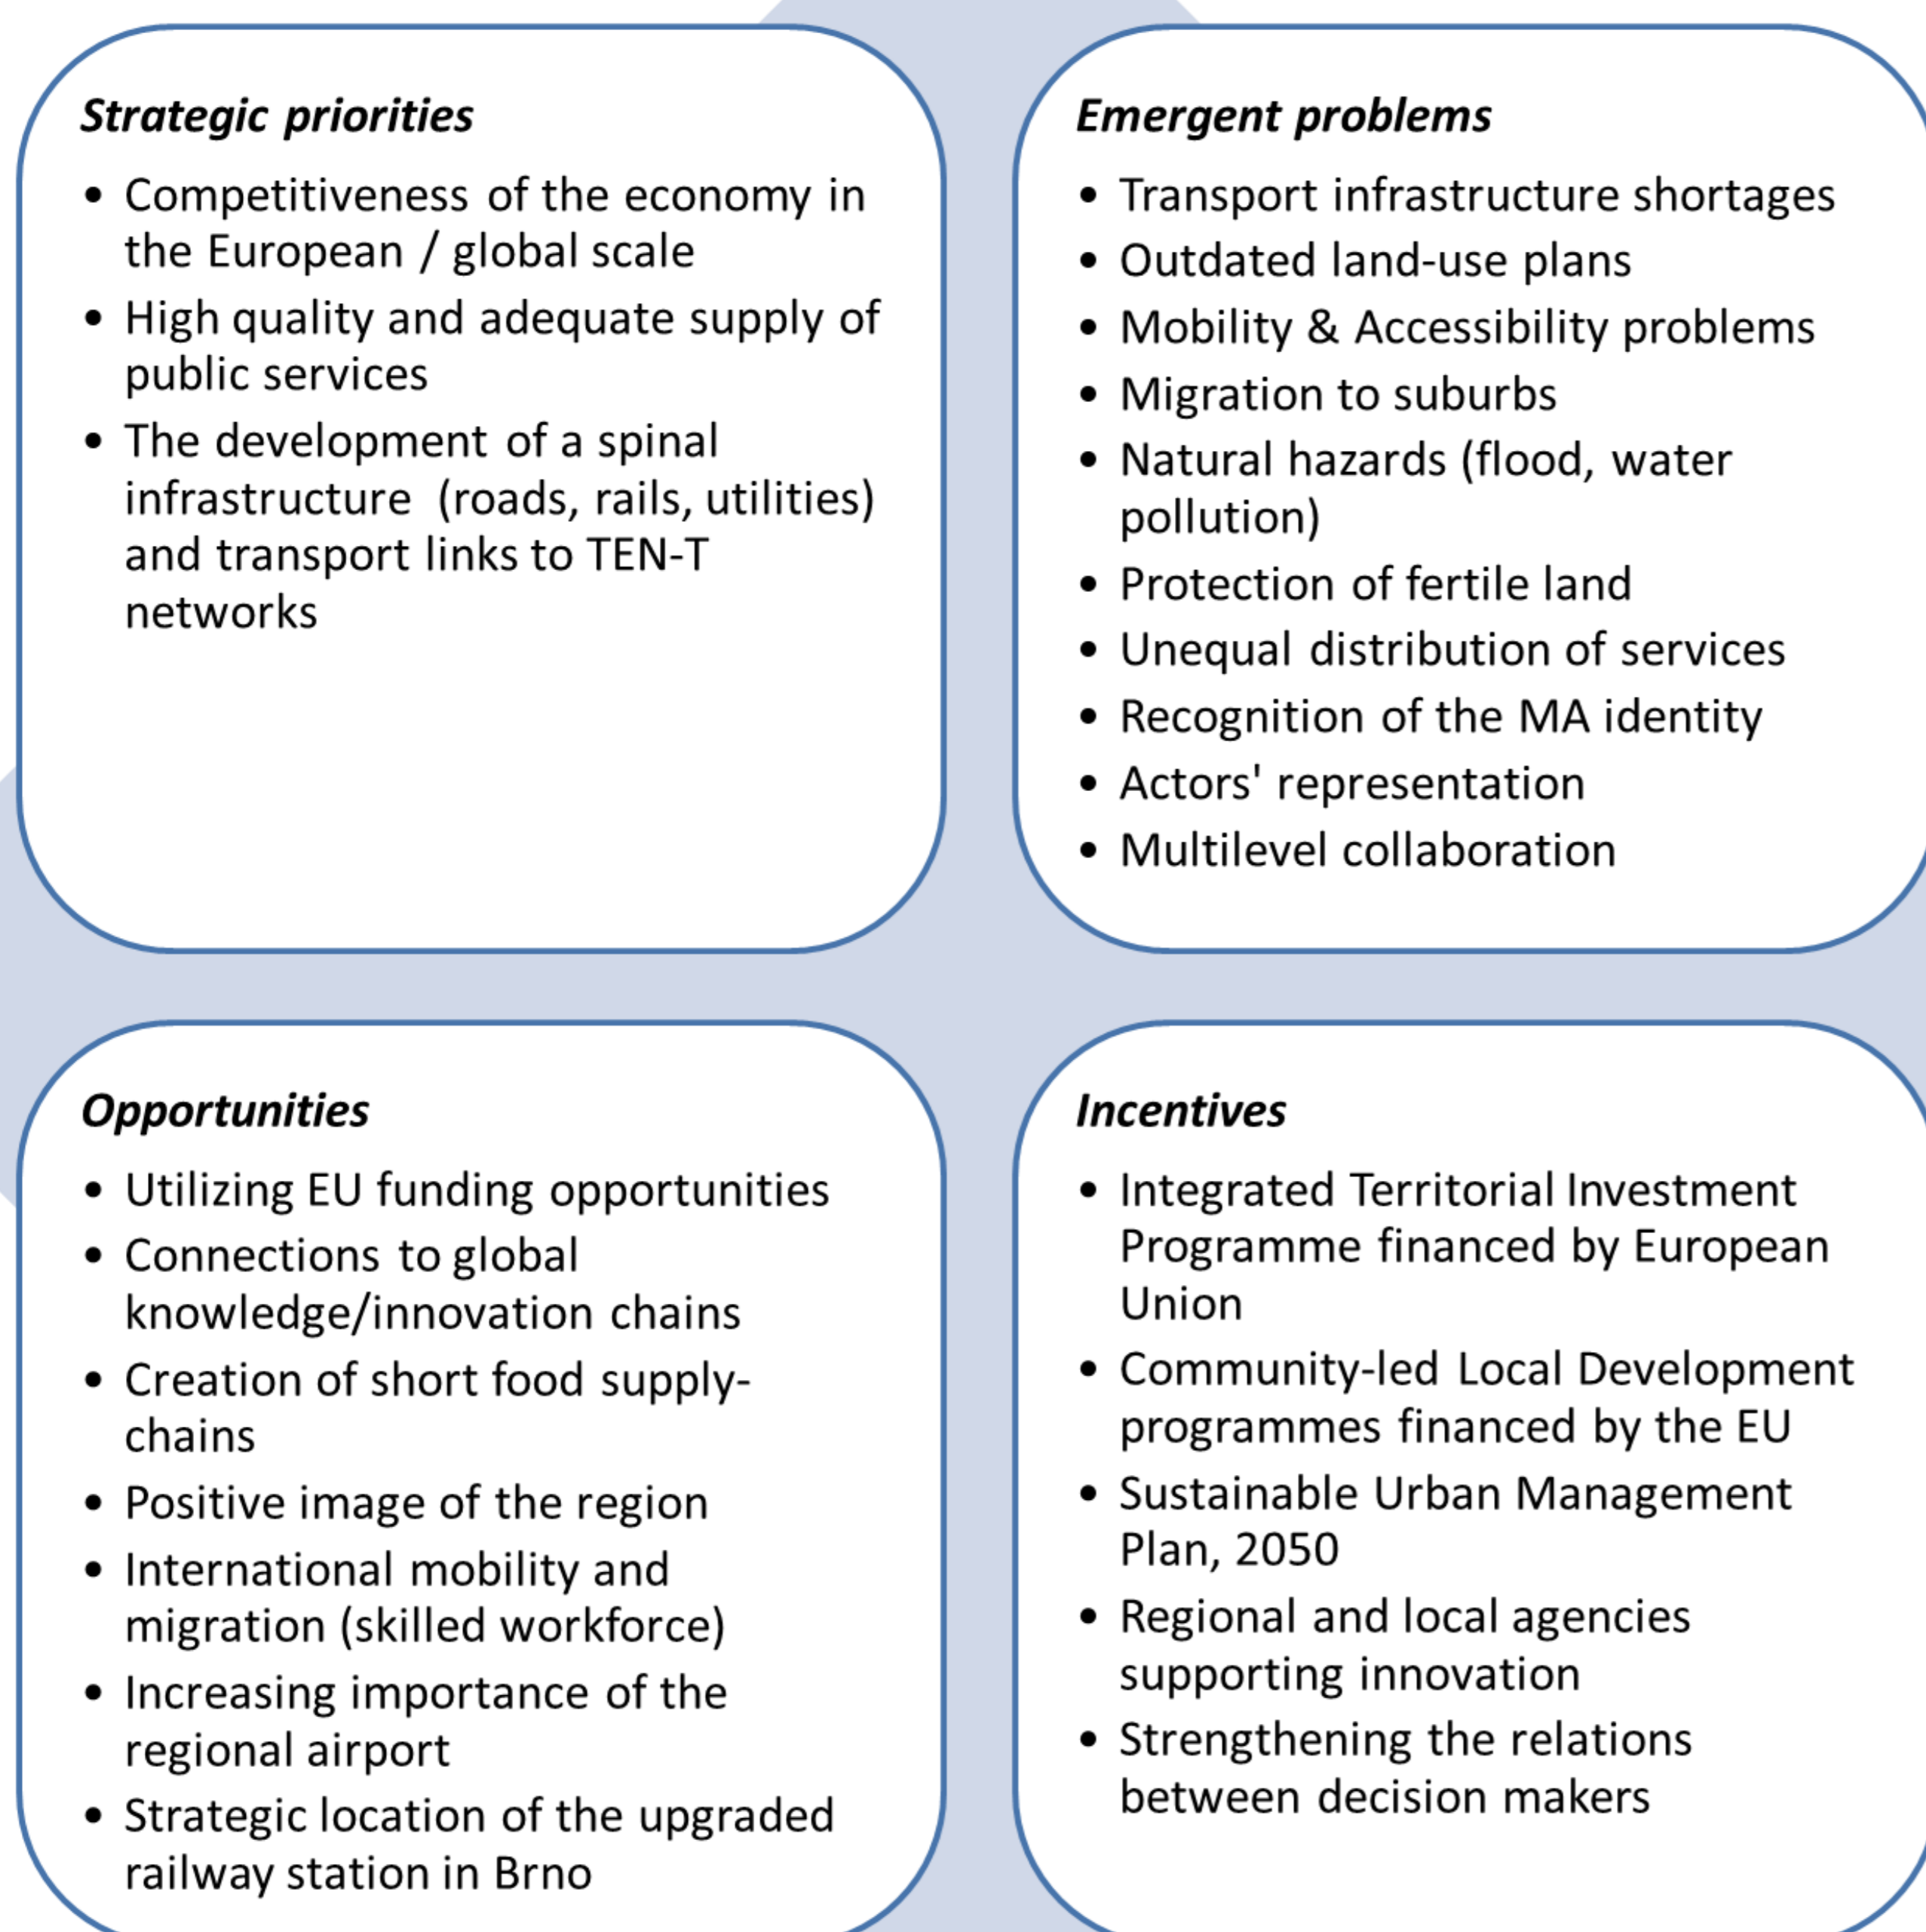 Strategic priorities
• Competitiveness of the economy in
the European / global scale
• High quality and adequate supply of
public services
• The development of a spinal
infrastructure (roads, rails, utilities)
and transport links to TEN-T
networks
Emergent problems
• Transport infrastructure shortages
• Outdated land-use plans
• Mobility & Accessibility problems
• Migration to suburbs
• Natural hazards (flood, water
pollution)
• Protection of fertile land
• Unequal distribution of services
• Recognition of the MA identity
• Actors' representation
• Multilevel collaboration
Opportunities
• Utilizing EU funding opportunities
• Connections to global
knowledge/innovation chains
• Creation of short food supply-
chains
• Positive image of the region
• International mobility and
migration (skilled workforce)
• Increasing importance of the
regional airport
• Strategic location of the upgraded
railway station in Brno
Incentives
• Integrated Territorial Investment
Programme financed by European
Union
• Community-led Local Development
programmes financed by the EU
• Sustainable Urban Management
Plan, 2050
• Regional and local agencies
supporting innovation
• Strengthening the relations
between decision makers